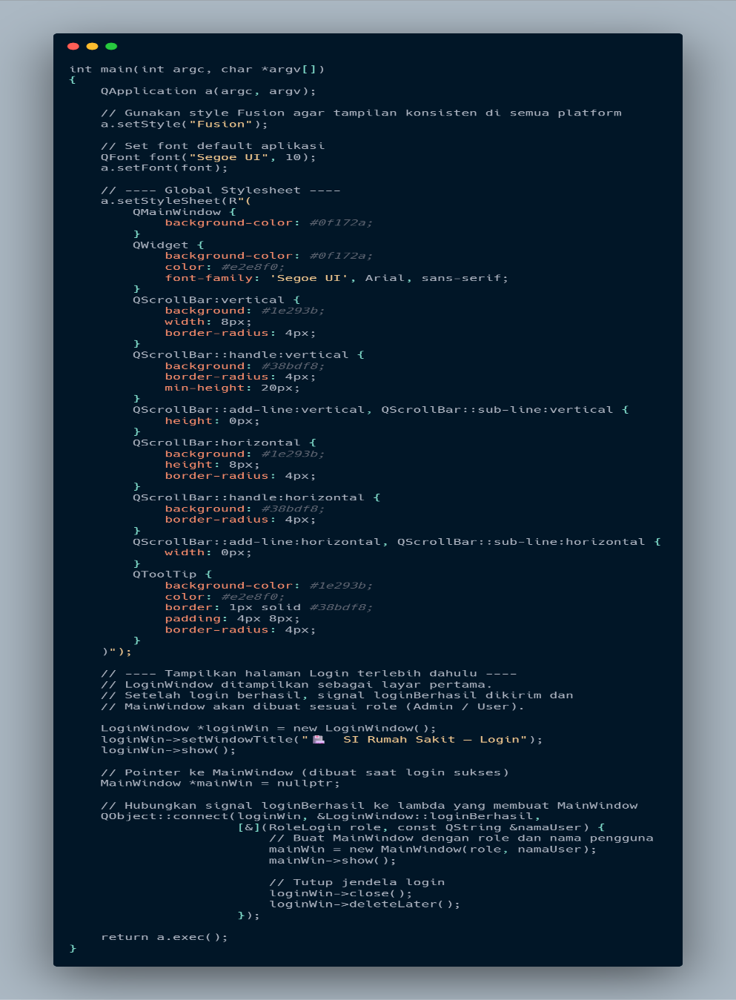 int main(int argc, char *argv[])
{
    QApplication a(argc, argv);

    // Gunakan style Fusion agar tampilan konsisten di semua platform
    a.setStyle("Fusion");

    // Set font default aplikasi
    QFont font("Segoe UI", 10);
    a.setFont(font);

    // ---- Global Stylesheet ----
    a.setStyleSheet(R"(
        QMainWindow {
            background-color: #0f172a;
        }
        QWidget {
            background-color: #0f172a;
            color: #e2e8f0;
            font-family: 'Segoe UI', Arial, sans-serif;
        }
        QScrollBar:vertical {
            background: #1e293b;
            width: 8px;
            border-radius: 4px;
        }
        QScrollBar::handle:vertical {
            background: #38bdf8;
            border-radius: 4px;
            min-height: 20px;
        }
        QScrollBar::add-line:vertical, QScrollBar::sub-line:vertical {
            height: 0px;
        }
        QScrollBar:horizontal {
            background: #1e293b;
            height: 8px;
            border-radius: 4px;
        }
        QScrollBar::handle:horizontal {
            background: #38bdf8;
            border-radius: 4px;
        }
        QScrollBar::add-line:horizontal, QScrollBar::sub-line:horizontal {
            width: 0px;
        }
        QToolTip {
            background-color: #1e293b;
            color: #e2e8f0;
            border: 1px solid #38bdf8;
            padding: 4px 8px;
            border-radius: 4px;
        }
    )");

    // ---- Tampilkan halaman Login terlebih dahulu ----
    // LoginWindow ditampilkan sebagai layar pertama.
    // Setelah login berhasil, signal loginBerhasil dikirim dan
    // MainWindow akan dibuat sesuai role (Admin / User).

    LoginWindow *loginWin = new LoginWindow();
    loginWin->setWindowTitle("🏥  SI Rumah Sakit — Login");
    loginWin->show();

    // Pointer ke MainWindow (dibuat saat login sukses)
    MainWindow *mainWin = nullptr;

    // Hubungkan signal loginBerhasil ke lambda yang membuat MainWindow
    QObject::connect(loginWin, &LoginWindow::loginBerhasil,
                     [&](RoleLogin role, const QString &namaUser) {
                         // Buat MainWindow dengan role dan nama pengguna
                         mainWin = new MainWindow(role, namaUser);
                         mainWin->show();

                         // Tutup jendela login
                         loginWin->close();
                         loginWin->deleteLater();
                     });

    return a.exec();
}